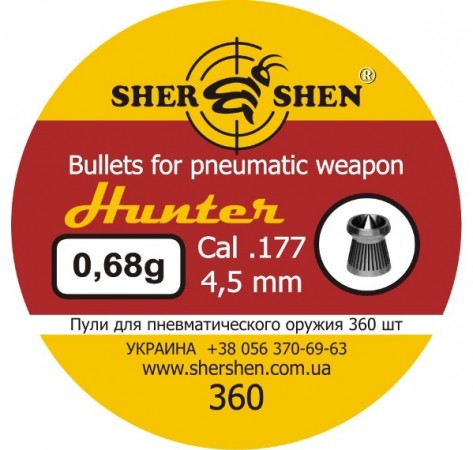 SHER SHEN®
Bullets for pneumatic weapon
Hunter
0,68g
Cal .177
4,5 mm
Пули для пневматического оружия 360 шт
УКРАИНА +38 056 370-69-63
www.shershen.com.ua
360